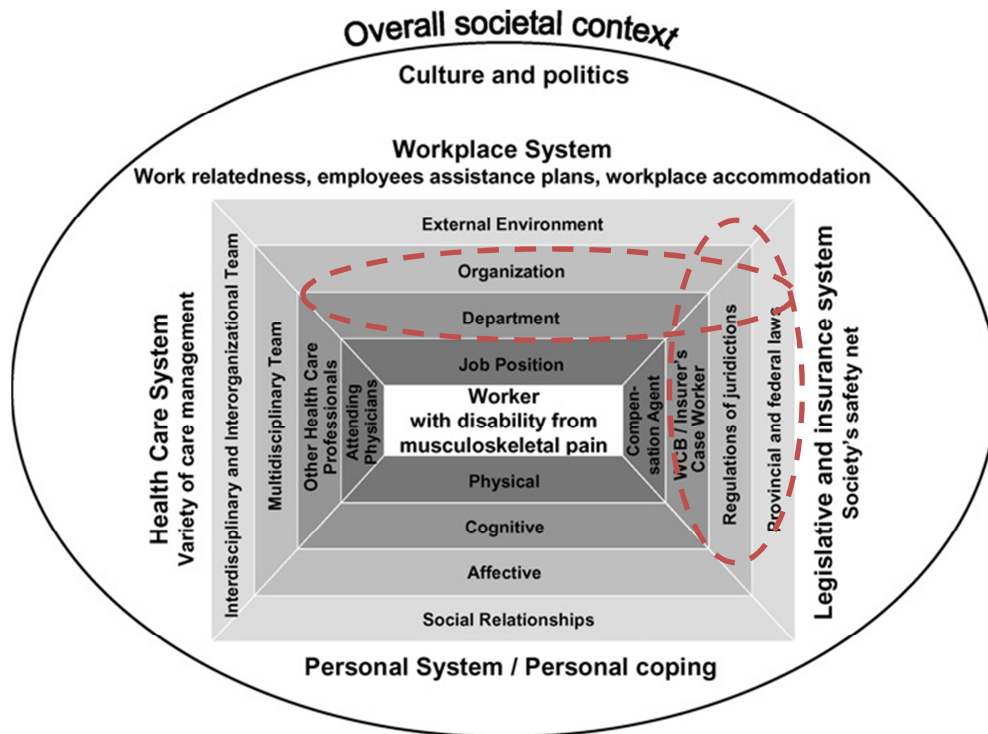 Overall societal context
Culture and politics
Workplace System
Work relatedness, employees assistance plans, workplace accommodation
External Environment
Organization
Department
Job Position
Health Care System
Variety of care management
Interdisciplinary and Interorganizational Team
Multidisciplinary Team
Other Health Care
Professionals
Attending
Physicians
Worker
with disability from
musculoskeletal pain
Compen-
sation Agent
WCB / Insurer's
Case Worker
Regulations of juridictions
Provincial and federal laws
Legislative and insurance system
Society's safety net
Physical
Cognitive
Affective
Social Relationships
Personal System / Personal coping